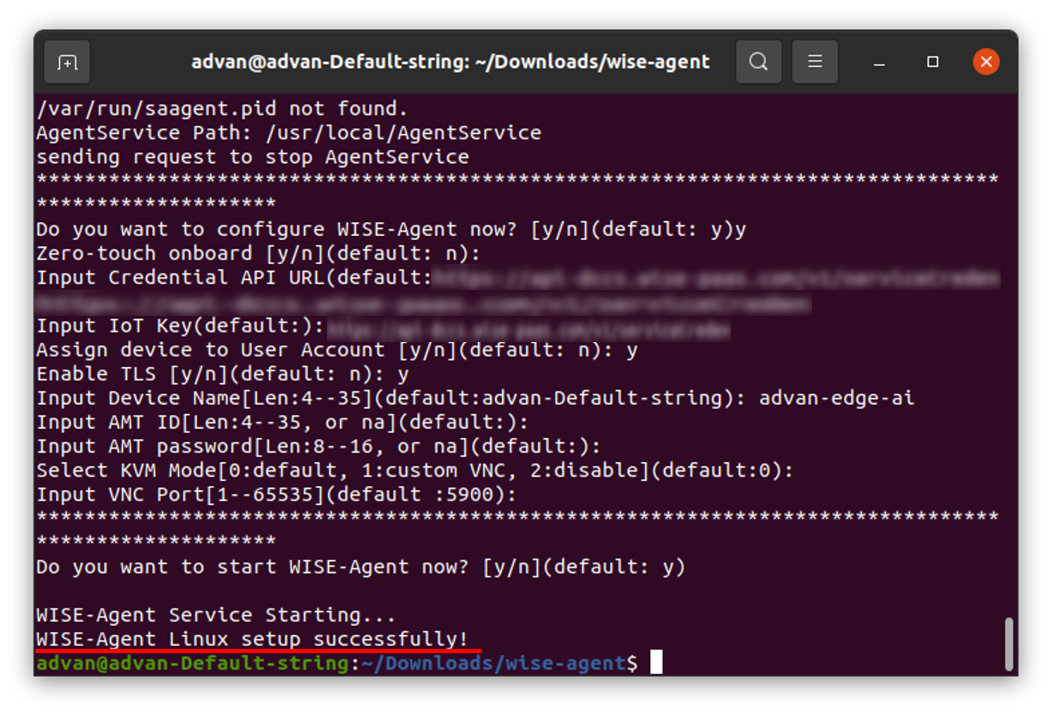 advan@advan-Default-string: ~/Downloads/wise-agent
/var/run/saagent.pid not found.
AgentService Path: /usr/local/AgentService
sending request to stop AgentService
********************************************************************************
********************
Do you want to configure WISE-Agent now? [y/n](default: y)y
Zero-touch onboard [y/n](default: n):
Input Credential API URL(default:
Input IoT Key(default:):
Assign device to User Account [y/n](default: n): y
Enable TLS [y/n](default: n): y
Input Device Name[Len:4--35](default:advan-Default-string): advan-edge-ai
Input AMT ID[Len:4--35, or na](default:):
Input AMT password[Len:8--16, or na](default:):
Select KVM Mode[0:default, 1:custom VNC, 2:disable](default:0):
Input VNC Port[1--65535](default :5900):
********************************************************************************
********************
Do you want to start WISE-Agent now? [y/n](default: y)
WISE-Agent Service Starting...
WISE-Agent Linux setup successfully!
advan@advan-Default-string:~/Downloads/wise-agent$